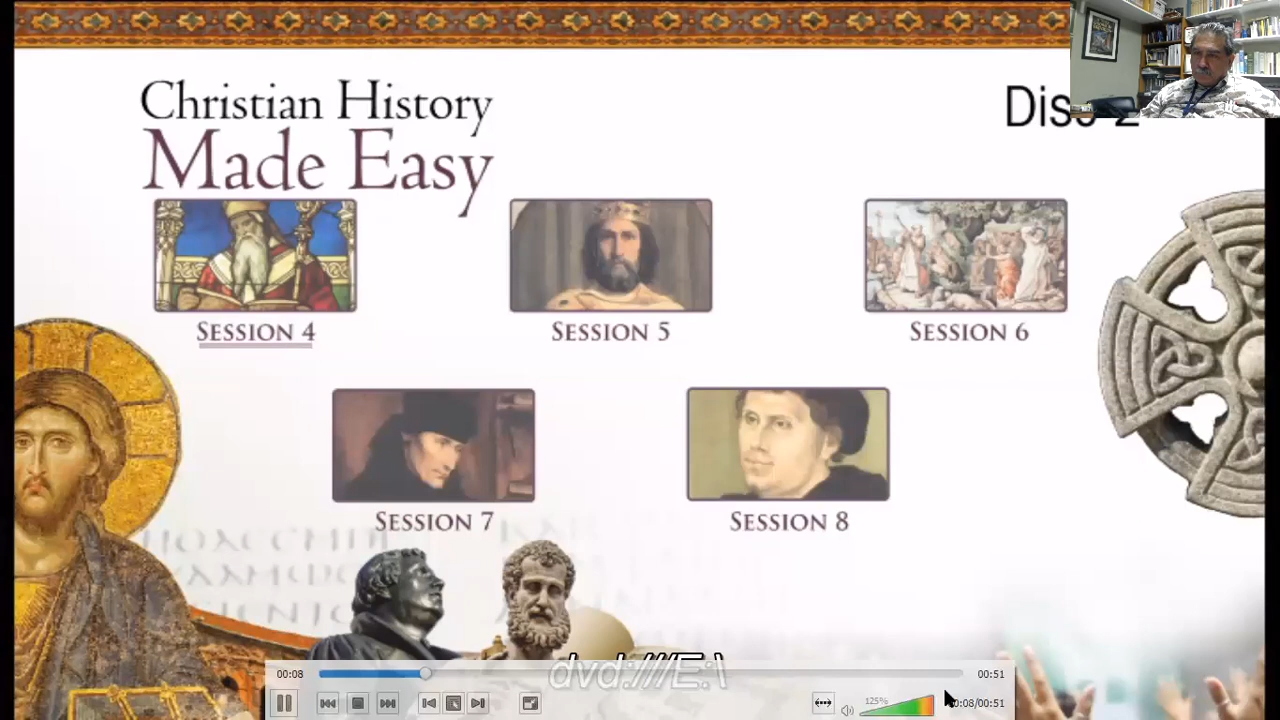 Christian History
Made Easy
Disc 2
SESSION 4
SESSION 5
SESSION 6
SESSION 7
SESSION 8
dvd:///E:\
00:08
00:51
125%
00:08/00:51